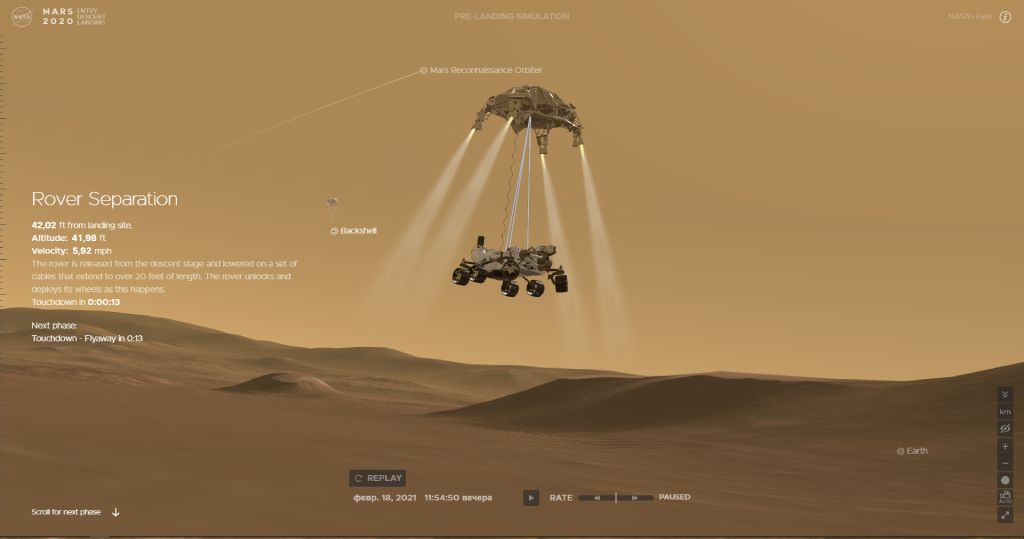 NASA
MARS
2020
ENTRY
DESCENT
LANDING
PRE-LANDING SIMULATION
NASA's Eyes
Mars Reconnaissance Orbiter
Rover Separation
42,02 ft from landing site.
Altitude: 41,98 ft
Velocity: 5,92 mph
The rover is released from the descent stage and lowered on a set of
cables that extend to over 20 feet of length. The rover unlocks and
deploys its wheels as this happens.
Touchdown in 0:00:13
Next phase:
Touchdown - Flyaway in 0:13
Backshell
km
Earth
AUTO
REPLAY
февр. 18, 2021 11:54:50 вечера
RATE
PAUSED
Scroll for next phase